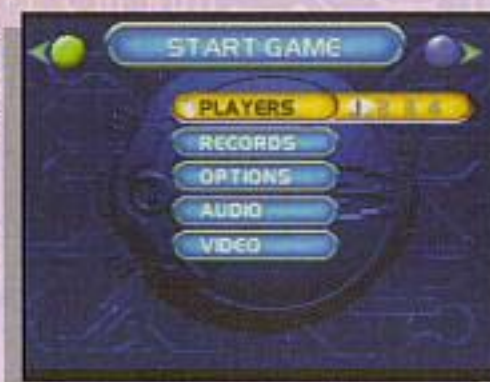 START GAME
PLAYERS 1 2 3 4
RECORDS
OPTIONS
AUDIO
VIDEO